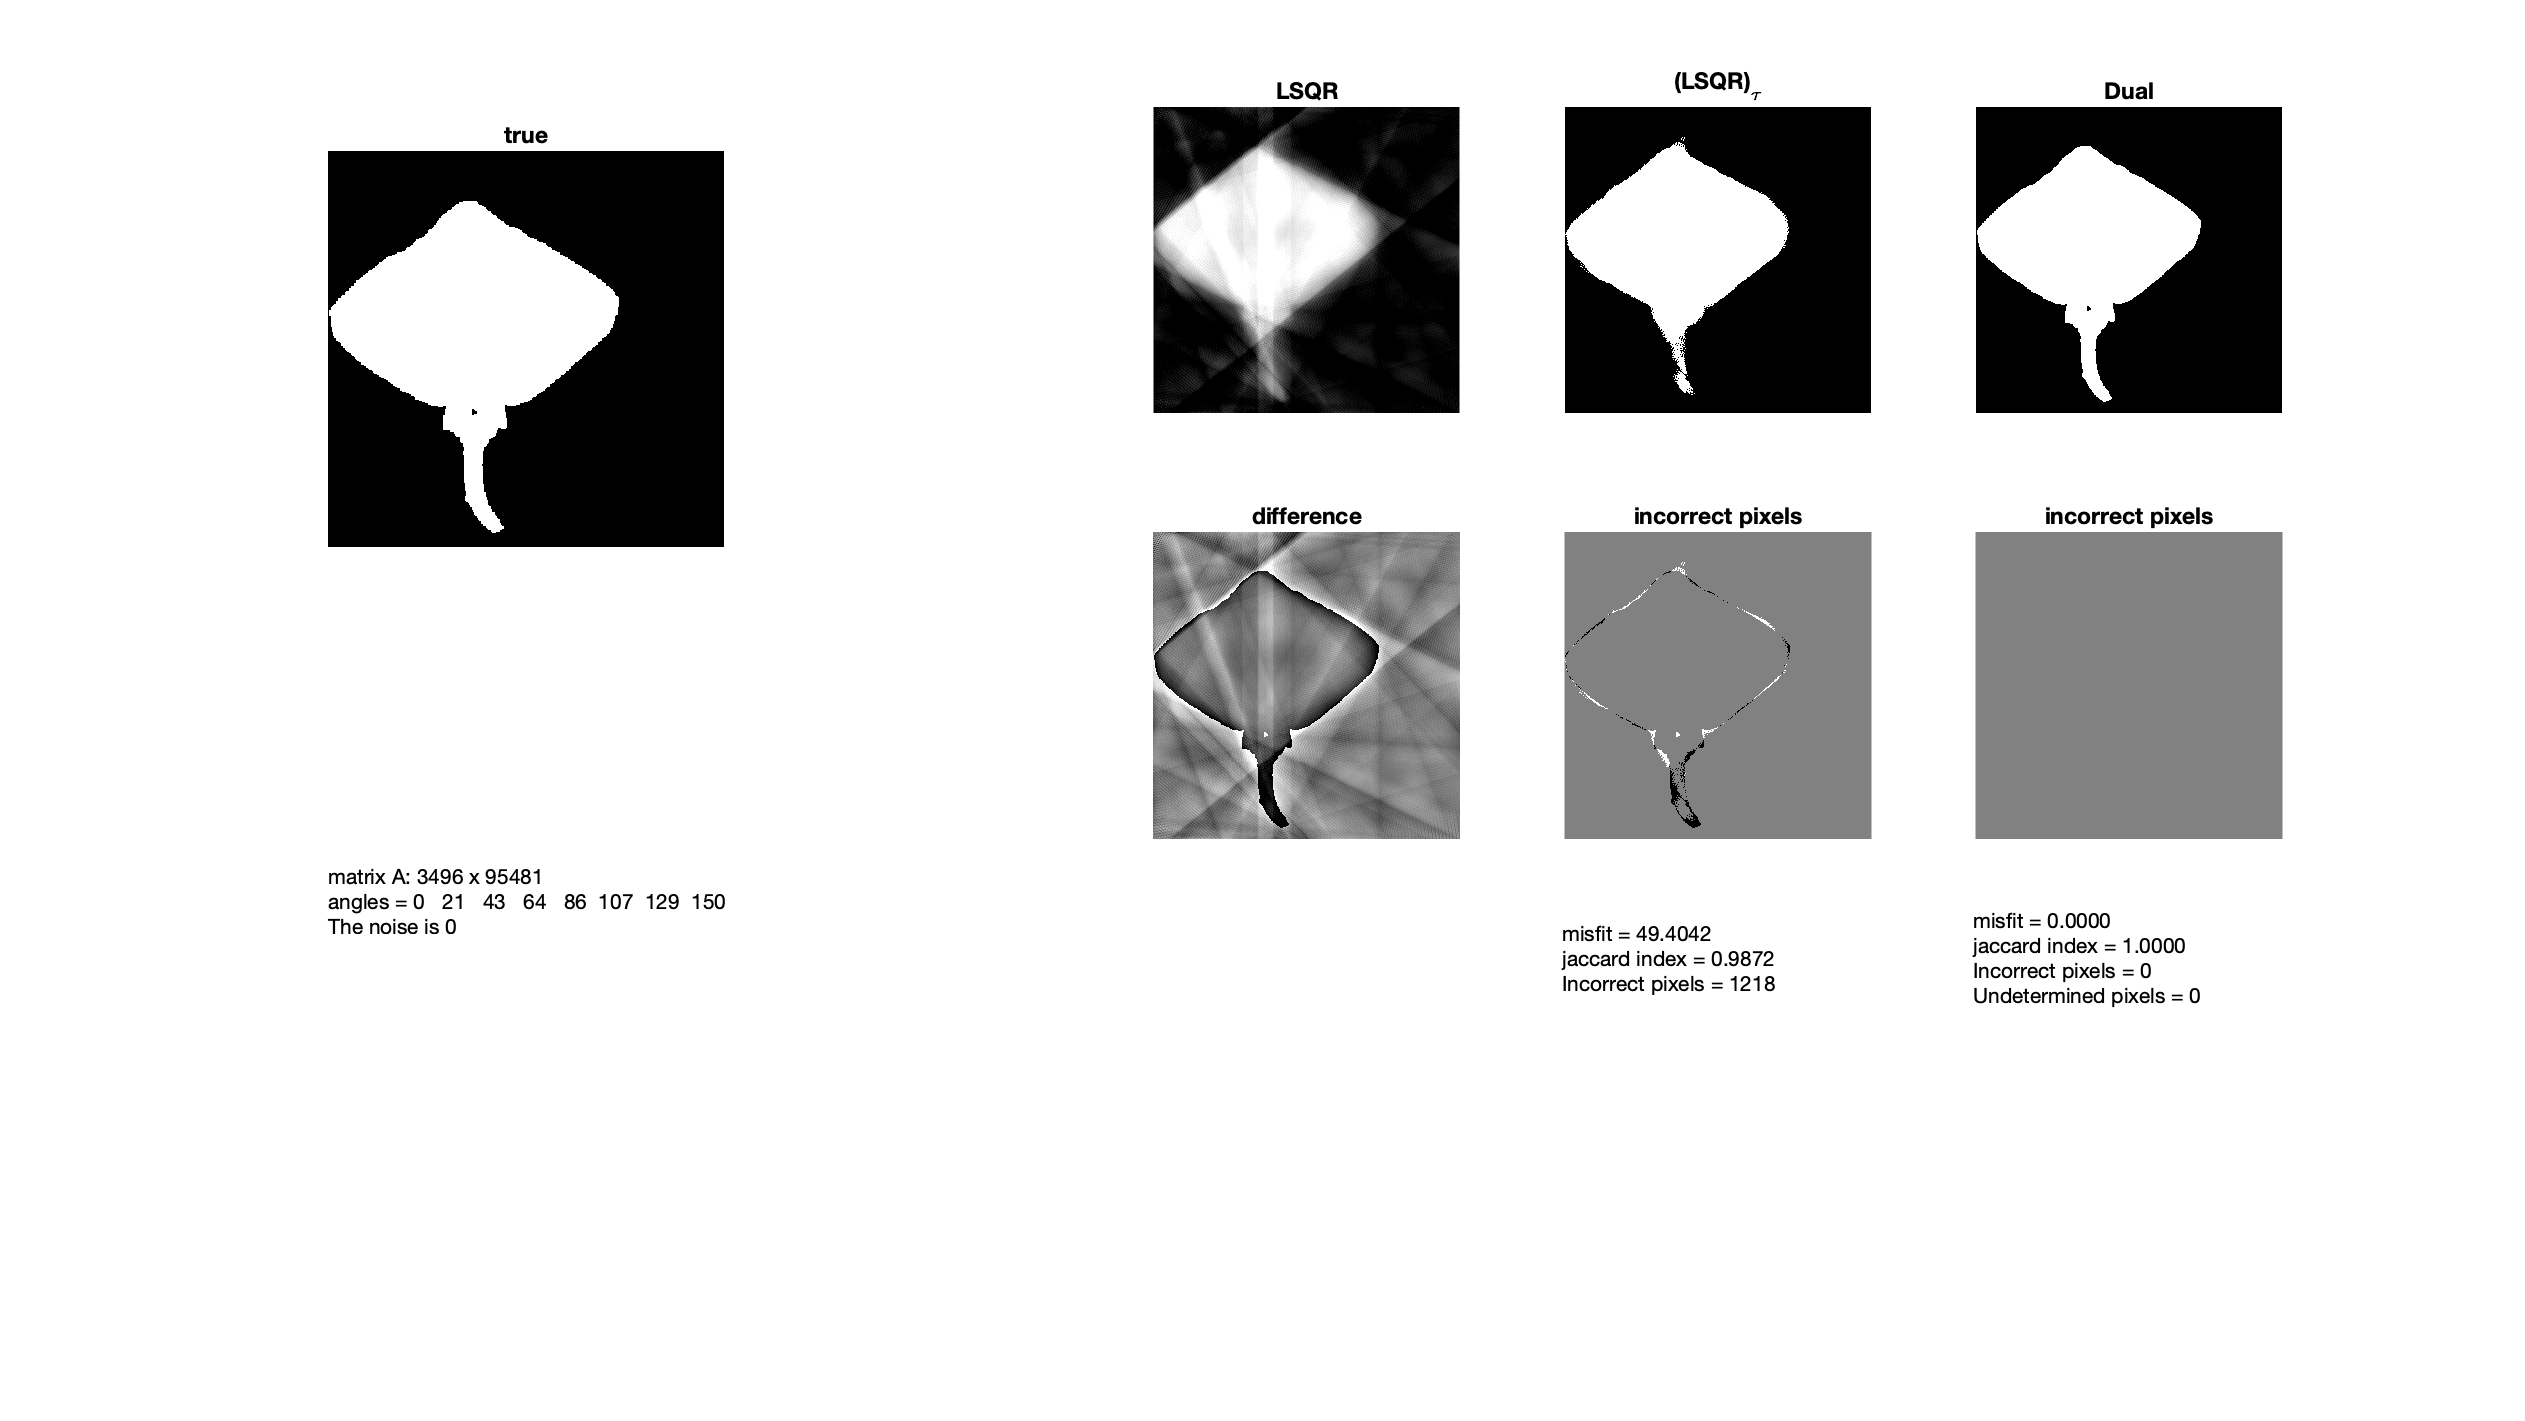 true
LSQR
(LSQR)τ
Dual
difference
incorrect pixels
incorrect pixels
matrix A: 3496 x 95481
angles = 0 21 43 64 86 107 129 150
The noise is 0
misfit = 49.4042
jaccard index = 0.9872
Incorrect pixels = 1218
misfit = 0.0000
jaccard index = 1.0000
Incorrect pixels = 0
Undetermined pixels = 0